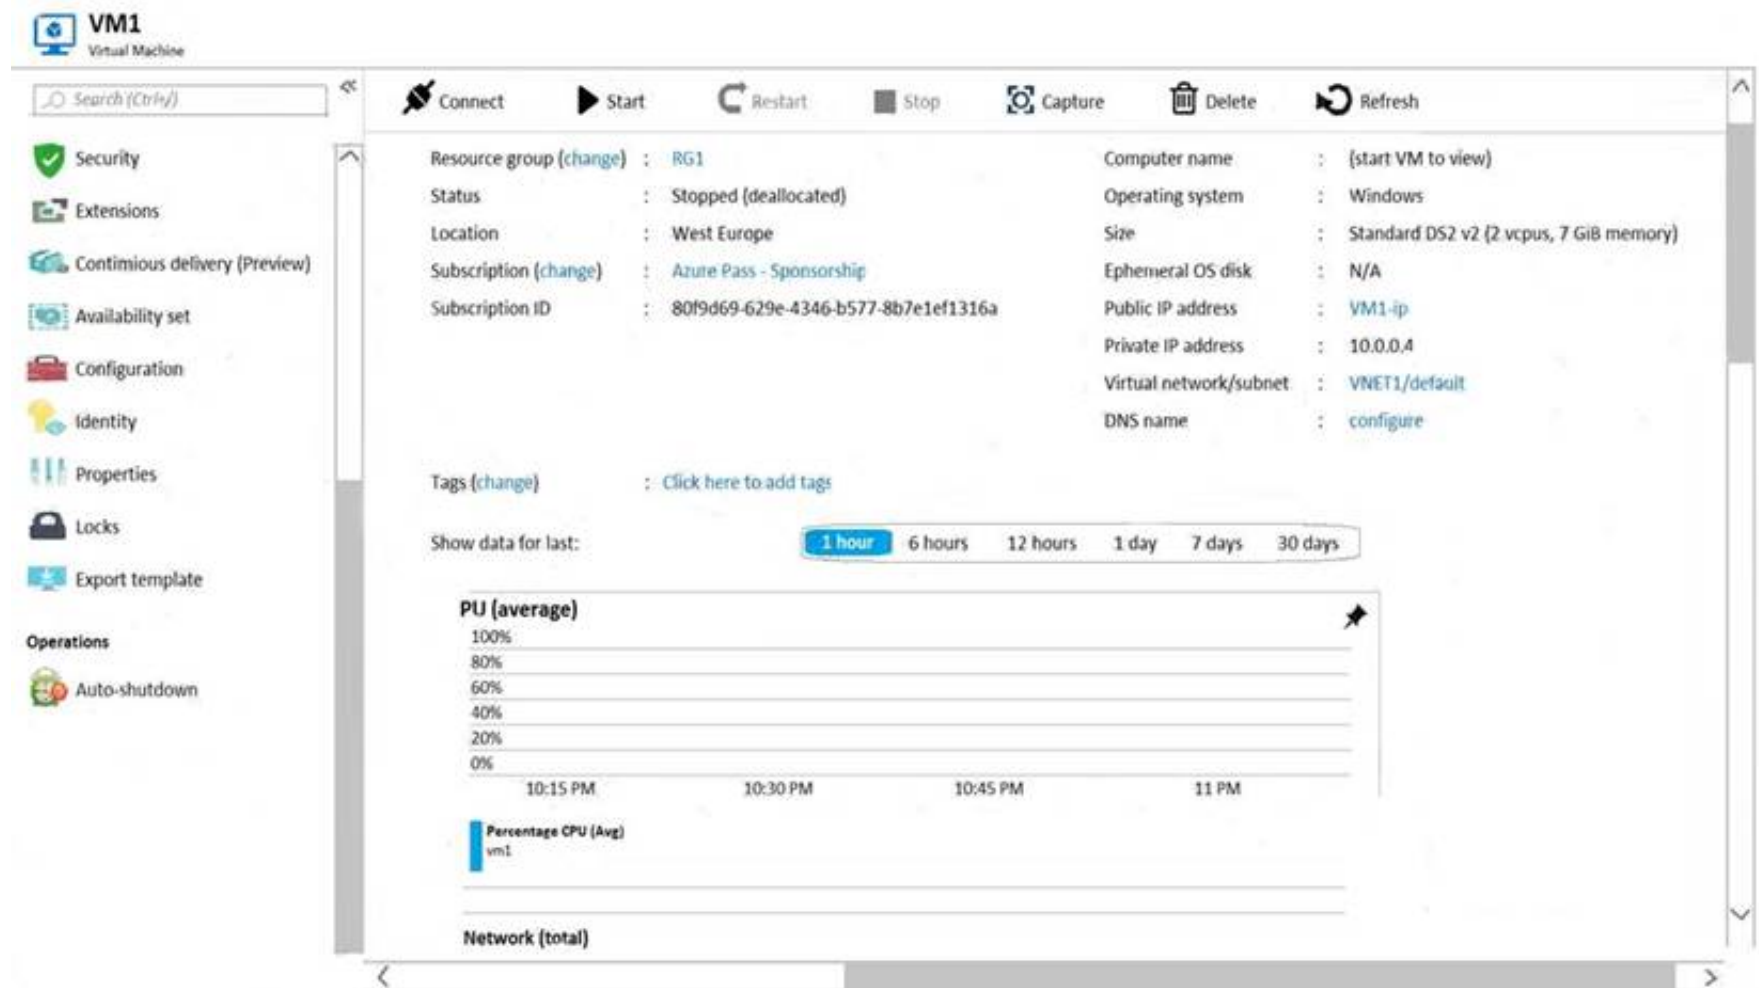 VM1
Virtual Machine
Search (Ctrl+/)
Security
Extensions
Contimious delivery (Preview)
Availability set
Configuration
Identity
Properties
Locks
Export template
Operations
Auto-shutdown
Connect Start Restart Stop Capture Delete Refresh
Resource group (change) : RG1
Status : Stopped (deallocated)
Location : West Europe
Subscription (change) : Azure Pass - Sponsorship
Subscription ID : 80f9d69-629e-4346-b577-8b7e1ef1316a
Computer name : (start VM to view)
Operating system : Windows
Size : Standard DS2 v2 (2 vcpus, 7 GiB memory)
Ephemeral OS disk : N/A
Public IP address : VM1-ip
Private IP address : 10.0.0.4
Virtual network/subnet : VNET1/default
DNS name : configure
Tags (change) : Click here to add tags
Show data for last: 1 hour 6 hours 12 hours 1 day 7 days 30 days
PU (average)
100%
80%
60%
40%
20%
0%
10:15 PM 10:30 PM 10:45 PM 11 PM
Percentage CPU (Avg)
vm1
Network (total)